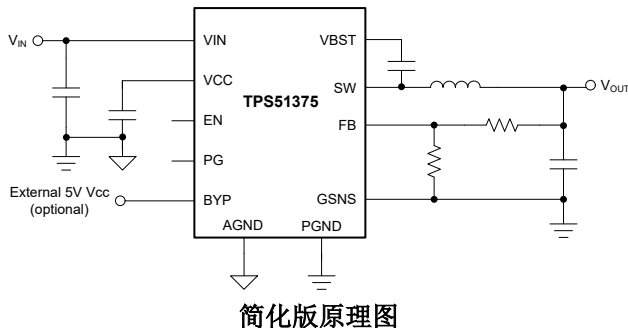 VIN
VIN
VBST
VCC
SW
VOUT
TPS51375
EN
FB
PG
External 5V Vcc
(optional)
BYP
GSNS
AGND
PGND
简化版原理图